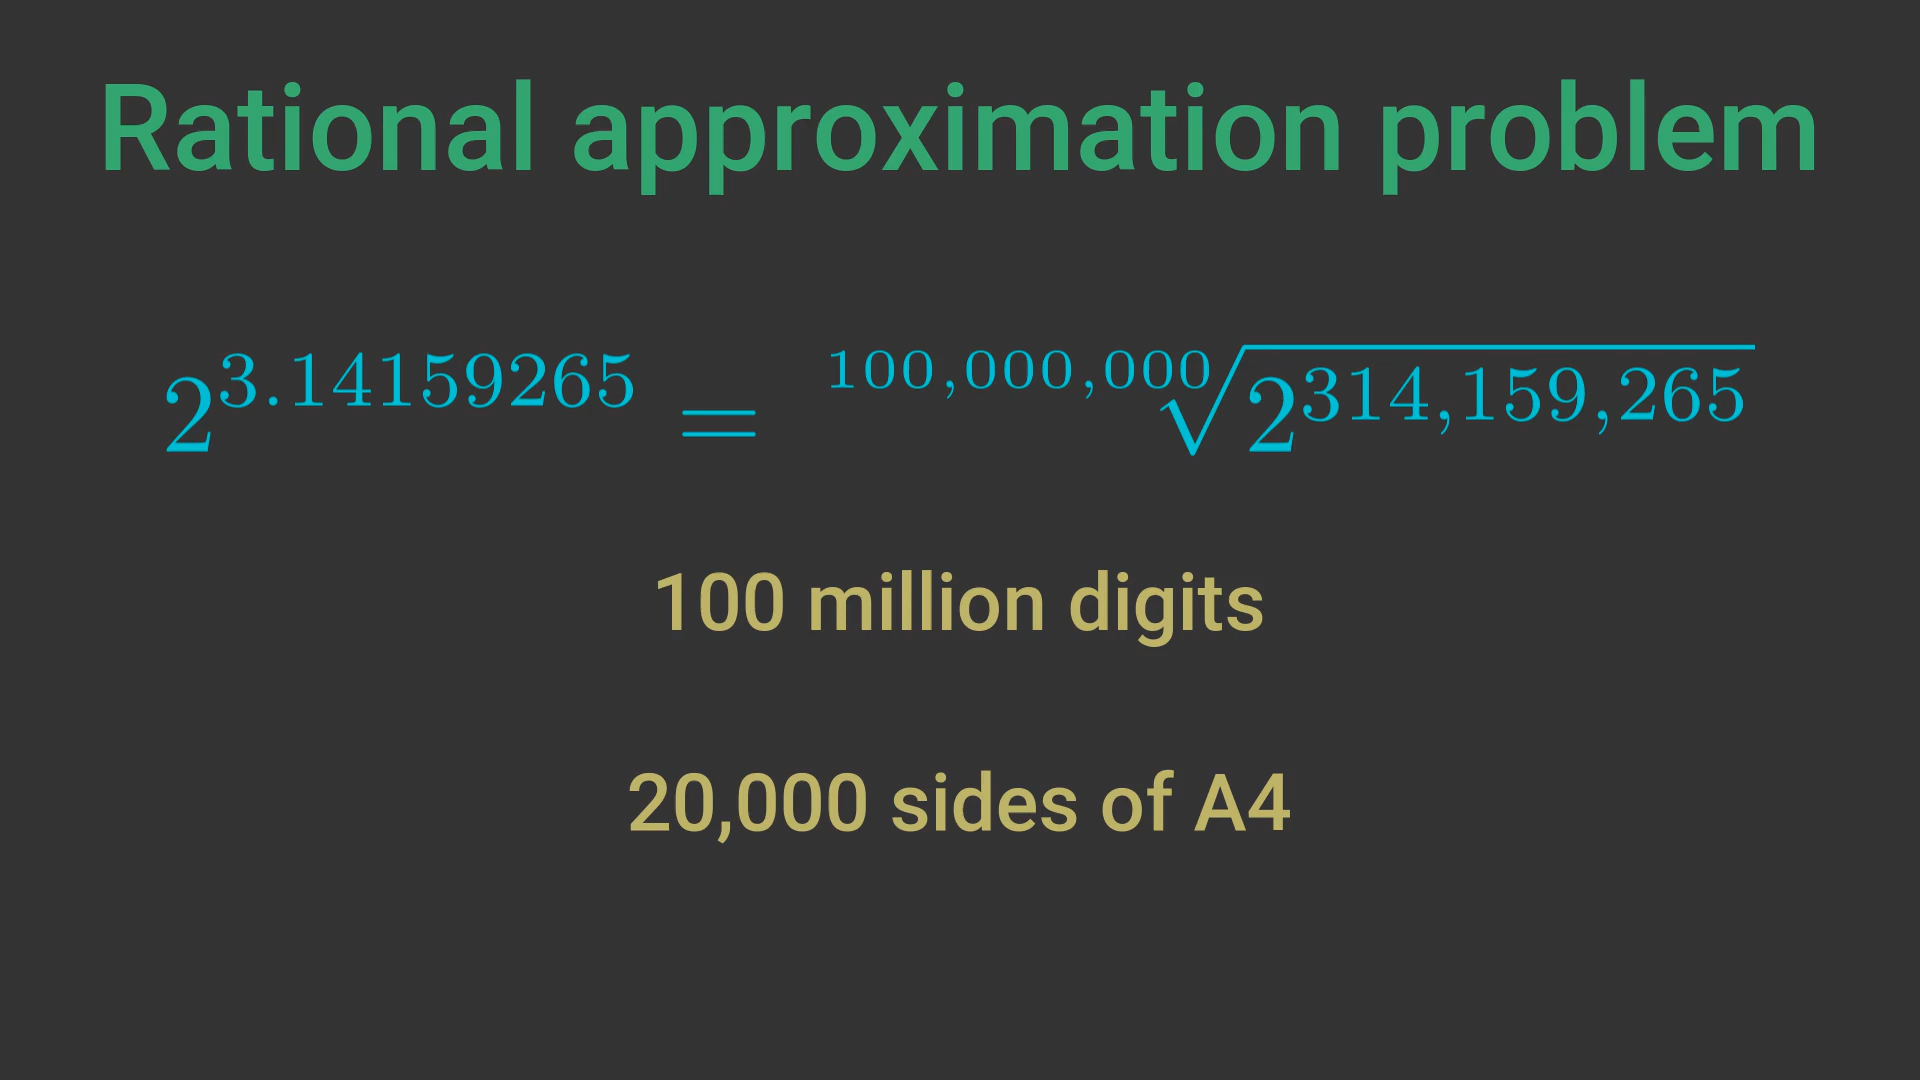 Rational approximation problem
2^{3.14159265} = \sqrt[100,000,000]{2^{314,159,265}}
100 million digits
20,000 sides of A4